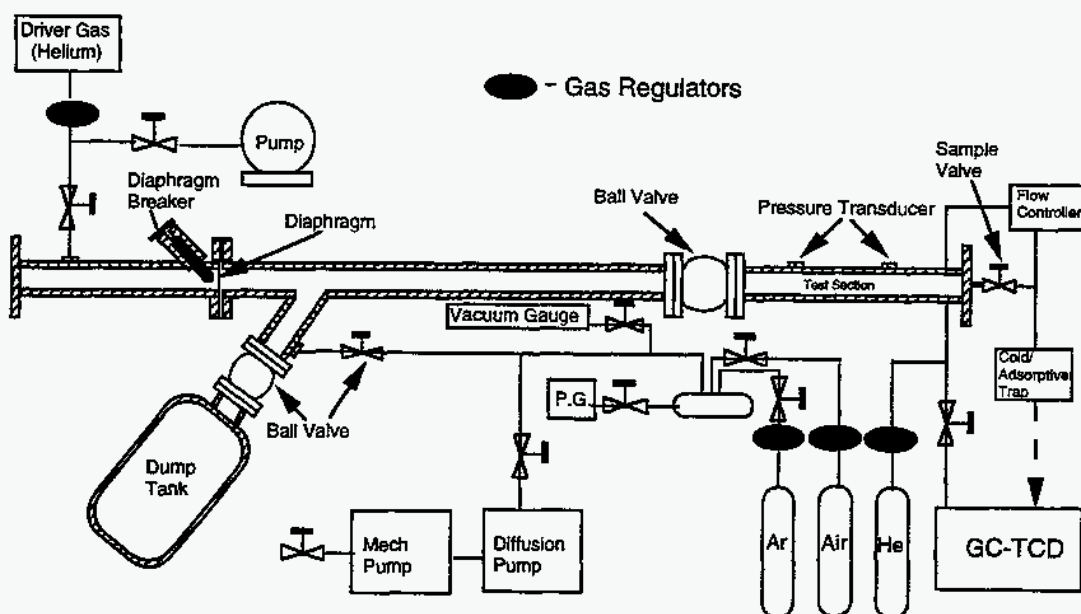 Driver Gas
(Helium)
- Gas Regulators
Pump
Sample
Valve
Diaphragm
Breaker
Diaphragm
Ball Valve
Pressure Transducer
Flow
Controller
Test Section
Vacuum Gauge
P.G.
Cold/
Adsorptive
Trap
Ball Valve
Dump
Tank
Mech
Pump
Diffusion
Pump
Ar
Air
He
GC-TCD